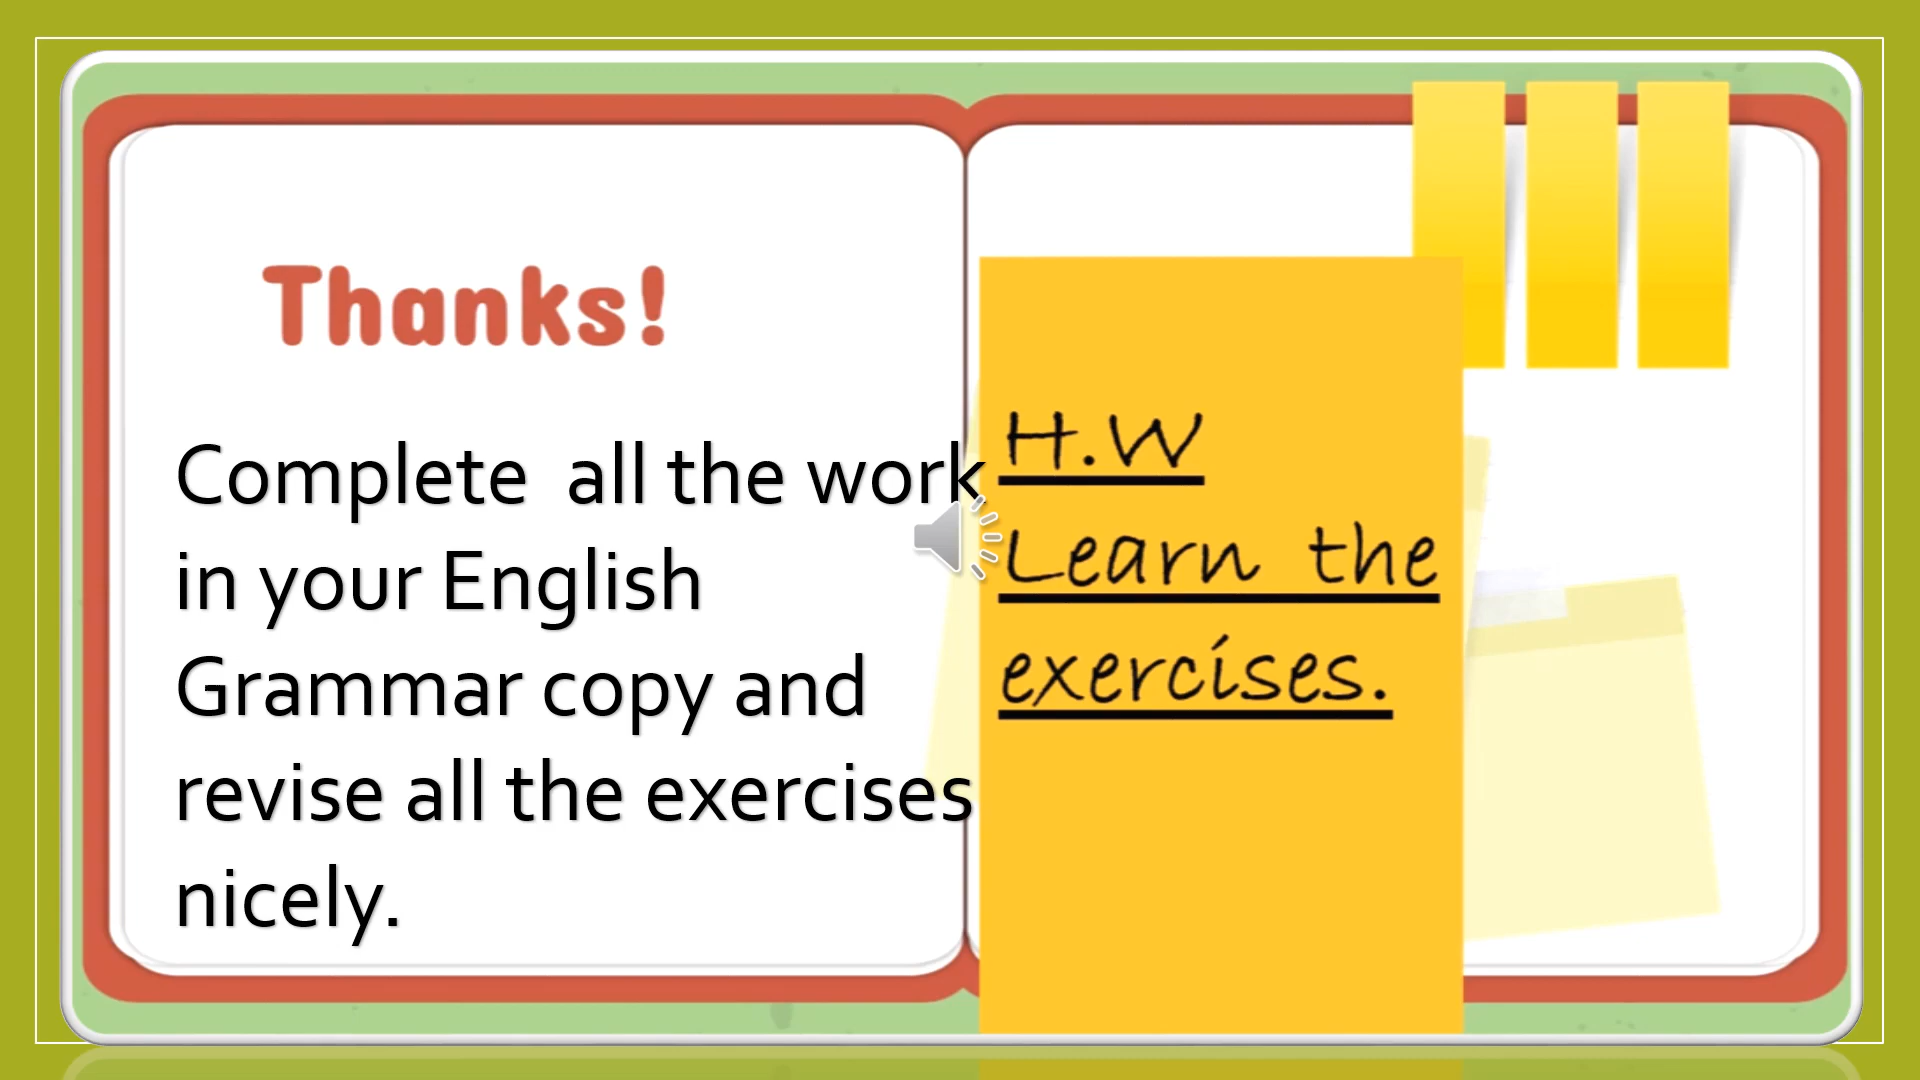 Thanks!
Complete all the work
in your English
Grammar copy and
revise all the exercises
nicely.
H.W
Learn the
exercises.